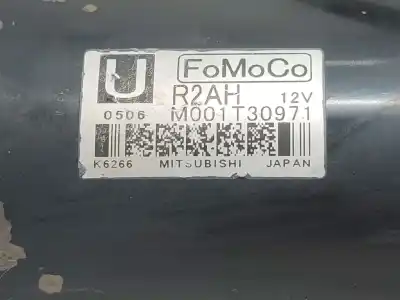 U FoMoCo
R2AH 12V
0506 M001T30971
K6266 MITSUBISHI JAPAN